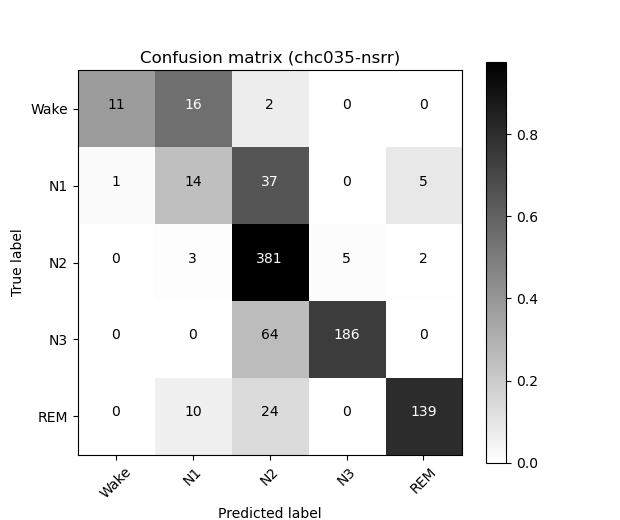 Confusion matrix (chc035-nsrr)
True label
Wake 11 16 2 0 0
N1 1 14 37 0 5
N2 0 3 381 5 2
N3 0 0 64 186 0
REM 0 10 24 0 139
Wake N1 N2 N3 REM
Predicted label
0.8
0.6
0.4
0.2
0.0